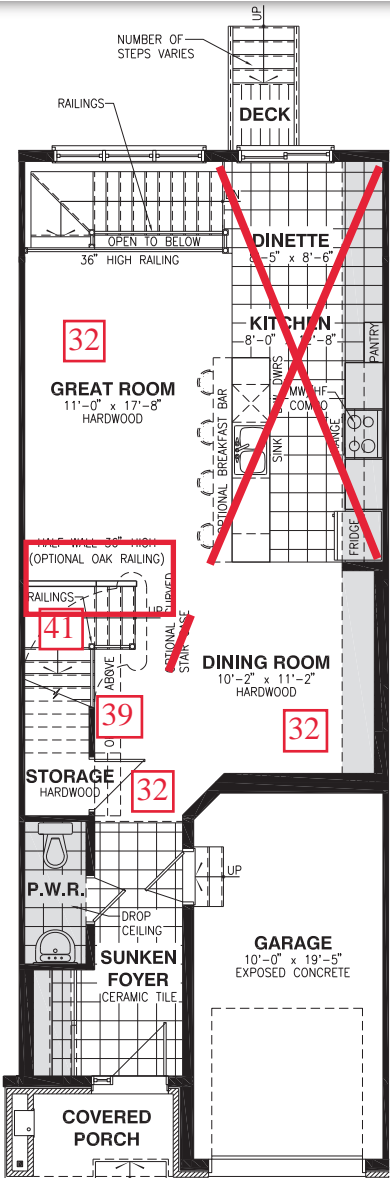 UP
NUMBER OF
STEPS VARIES
DECK
RAILINGS
OPEN TO BELOW
36" HIGH RAILING
DINETTE
-5" x 8'-6"
KITCHEN
8'-0" -8"
32
GREAT ROOM
11'-0" x 17'-8"
HARDWOOD
PANTRY
OPTIONAL BREAKFAST BAR
SINK
DWRS
COMBO
RANGE
FRIDGE
HALF WALL 36" HIGH
(OPTIONAL OAK RAILING)
RAILINGS
41
UP
CURVED
OPTIONAL
STAIR CASE
DINING ROOM
10'-2" x 11'-2"
HARDWOOD
ABOVE
39
32
STORAGE
HARDWOOD
32
P.W.R.
UP
DROP
CEILING
SUNKEN
FOYER
CERAMIC TILE
GARAGE
10'-0" x 19'-5"
EXPOSED CONCRETE
COVERED
PORCH